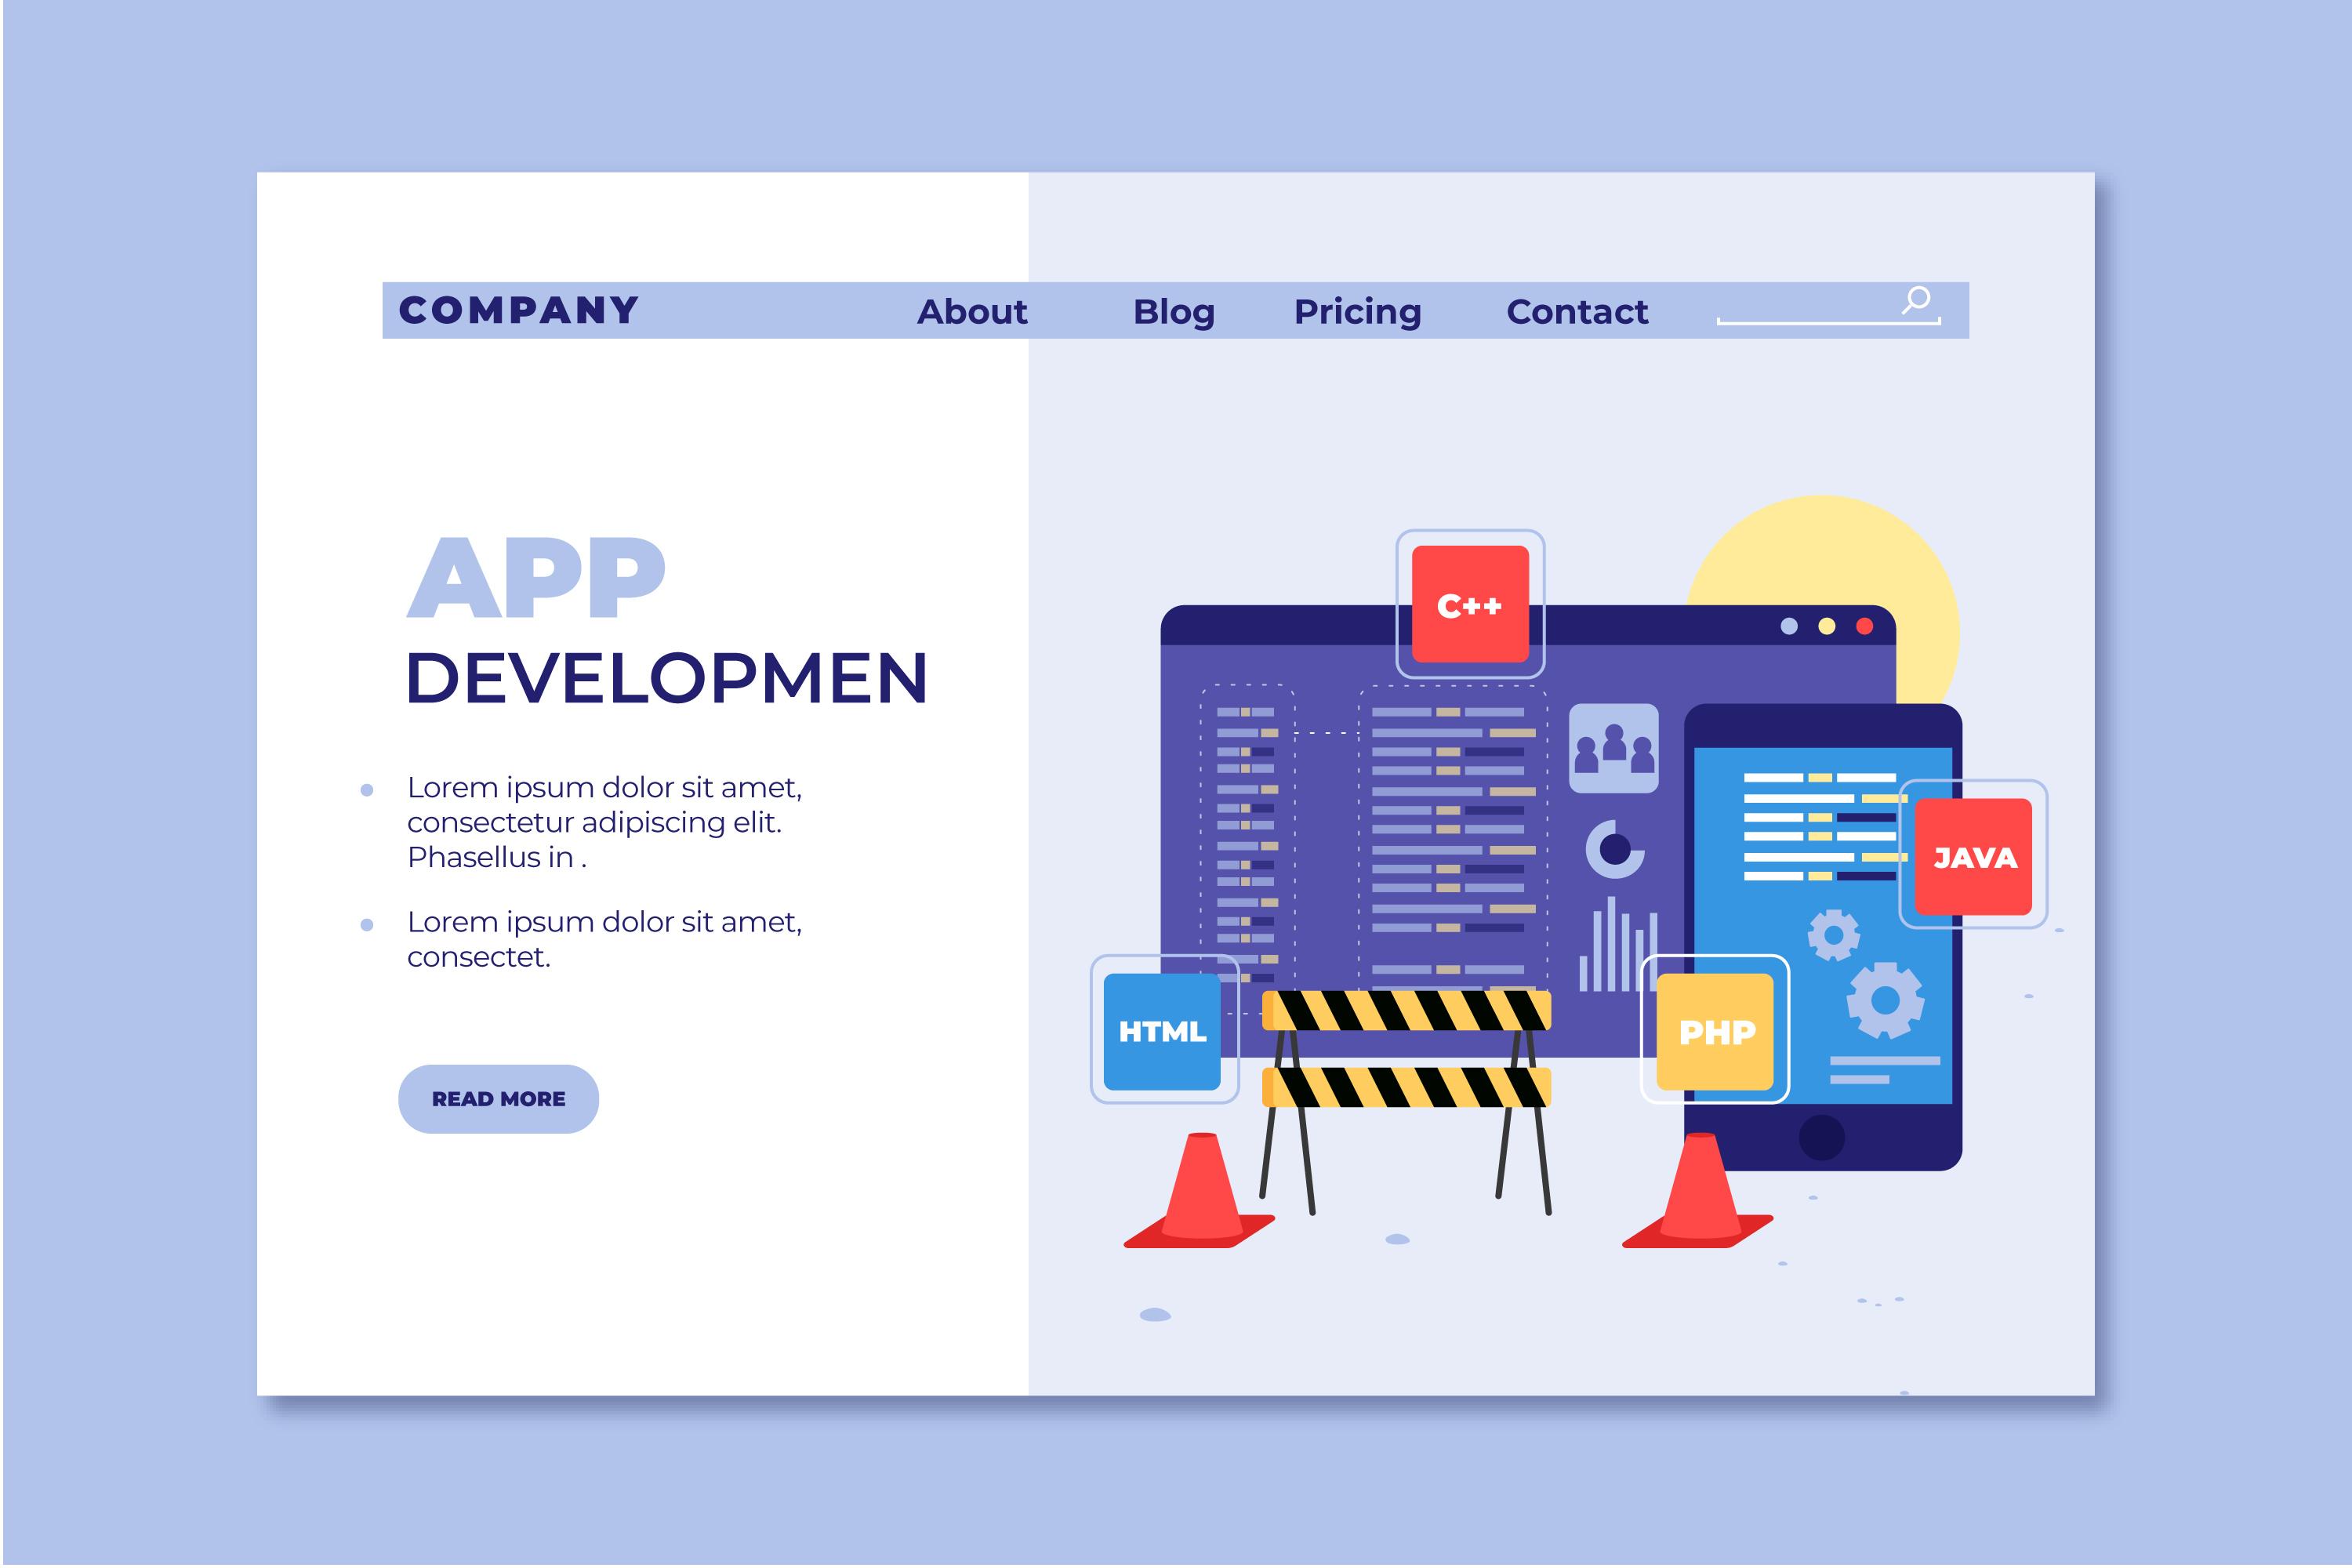 COMPANY About Blog Pricing Contact
APP
DEVELOPMEN
Lorem ipsum dolor sit amet,
consectetur adipiscing elit.
Phasellus in .
Lorem ipsum dolor sit amet,
consectet.
READ MORE
C++
JAVA
HTML
PHP